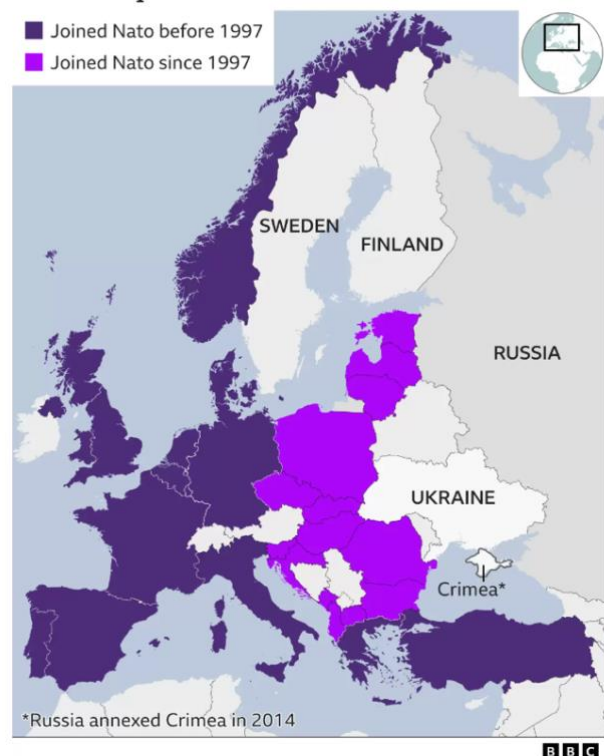 Joined Nato before 1997
Joined Nato since 1997
SWEDEN
FINLAND
RUSSIA
UKRAINE
Crimea*
*Russia annexed Crimea in 2014
BBC